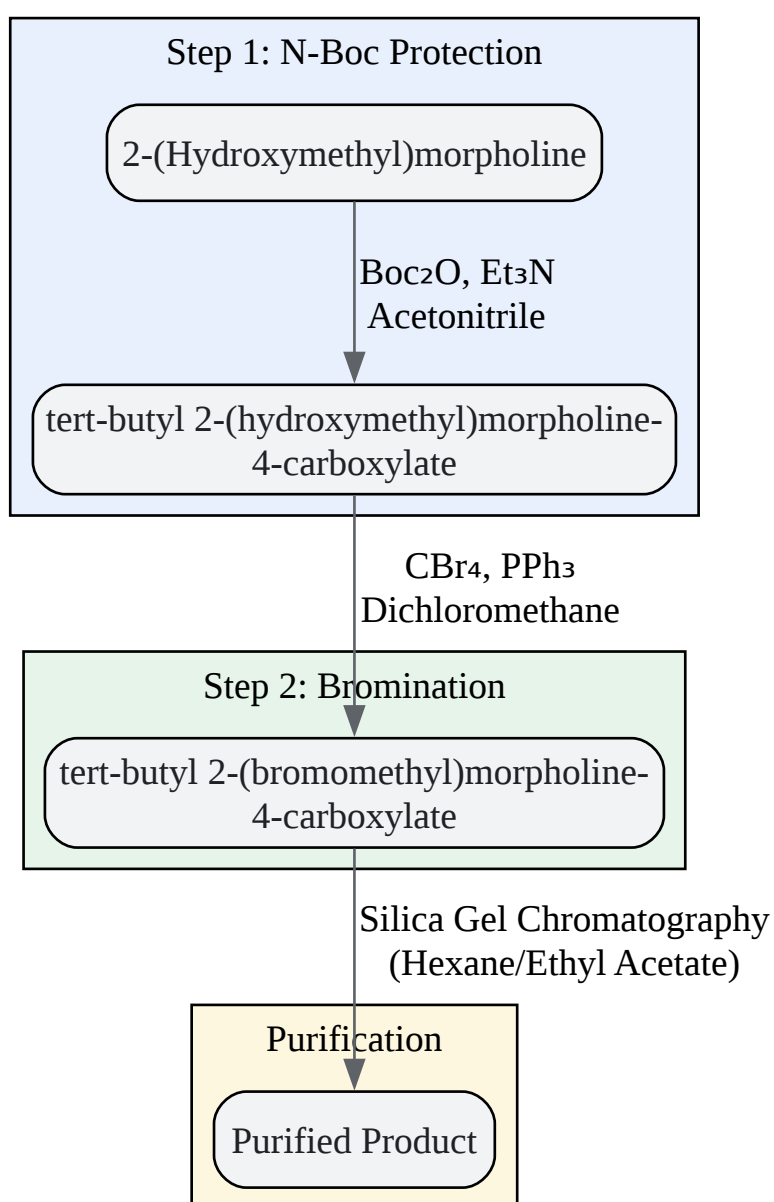 Step 1: N-Boc Protection
2-(Hydroxymethyl)morpholine
Boc₂O, Et₃N
Acetonitrile
tert-butyl 2-(hydroxymethyl)morpholine-
4-carboxylate
CBr₄, PPh₃
Dichloromethane
Step 2: Bromination
tert-butyl 2-(bromomethyl)morpholine-
4-carboxylate
Silica Gel Chromatography
(Hexane/Ethyl Acetate)
Purification
Purified Product